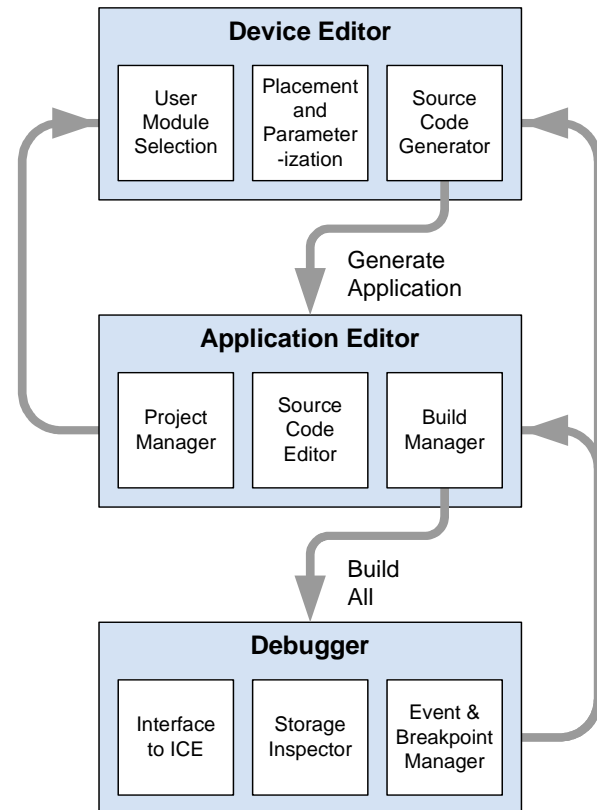 Device Editor
User
Module
Selection
Placement
and
Parameter
-ization
Source
Code
Generator
Generate
Application
Application Editor
Project
Manager
Source
Code
Editor
Build
Manager
Build
All
Debugger
Interface
to ICE
Storage
Inspector
Event &
Breakpoint
Manager